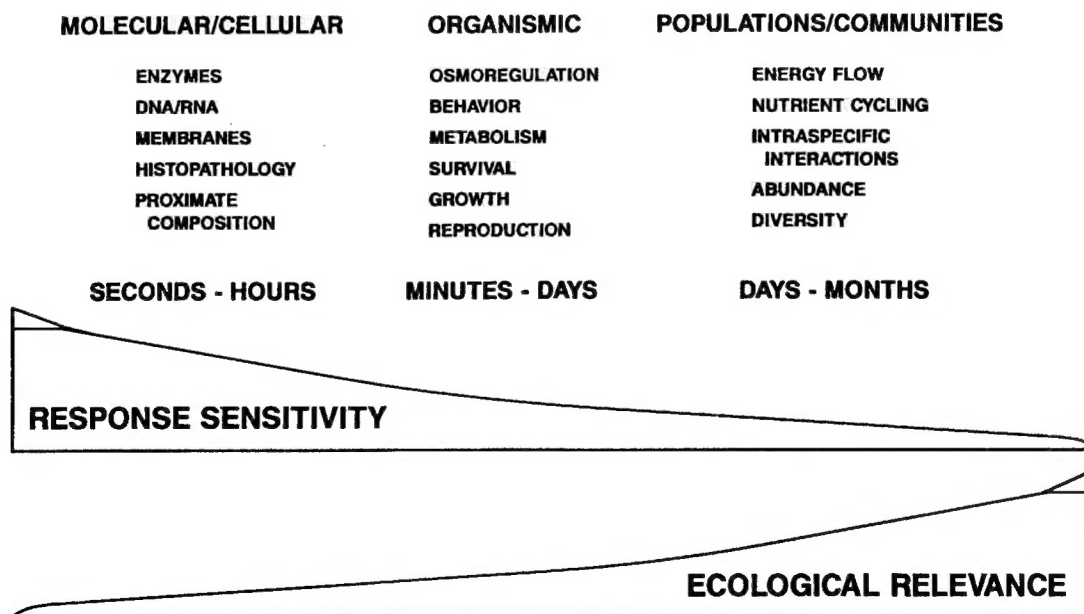 MOLECULAR/CELLULAR
ENZYMES
DNA/RNA
MEMBRANES
HISTOPATHOLOGY
PROXIMATE
COMPOSITION
SECONDS - HOURS
ORGANISMIC
OSMOREGULATION
BEHAVIOR
METABOLISM
SURVIVAL
GROWTH
REPRODUCTION
MINUTES - DAYS
POPULATIONS/COMMUNITIES
ENERGY FLOW
NUTRIENT CYCLING
INTRASPECIFIC
INTERACTIONS
ABUNDANCE
DIVERSITY
DAYS - MONTHS
RESPONSE SENSITIVITY
ECOLOGICAL RELEVANCE